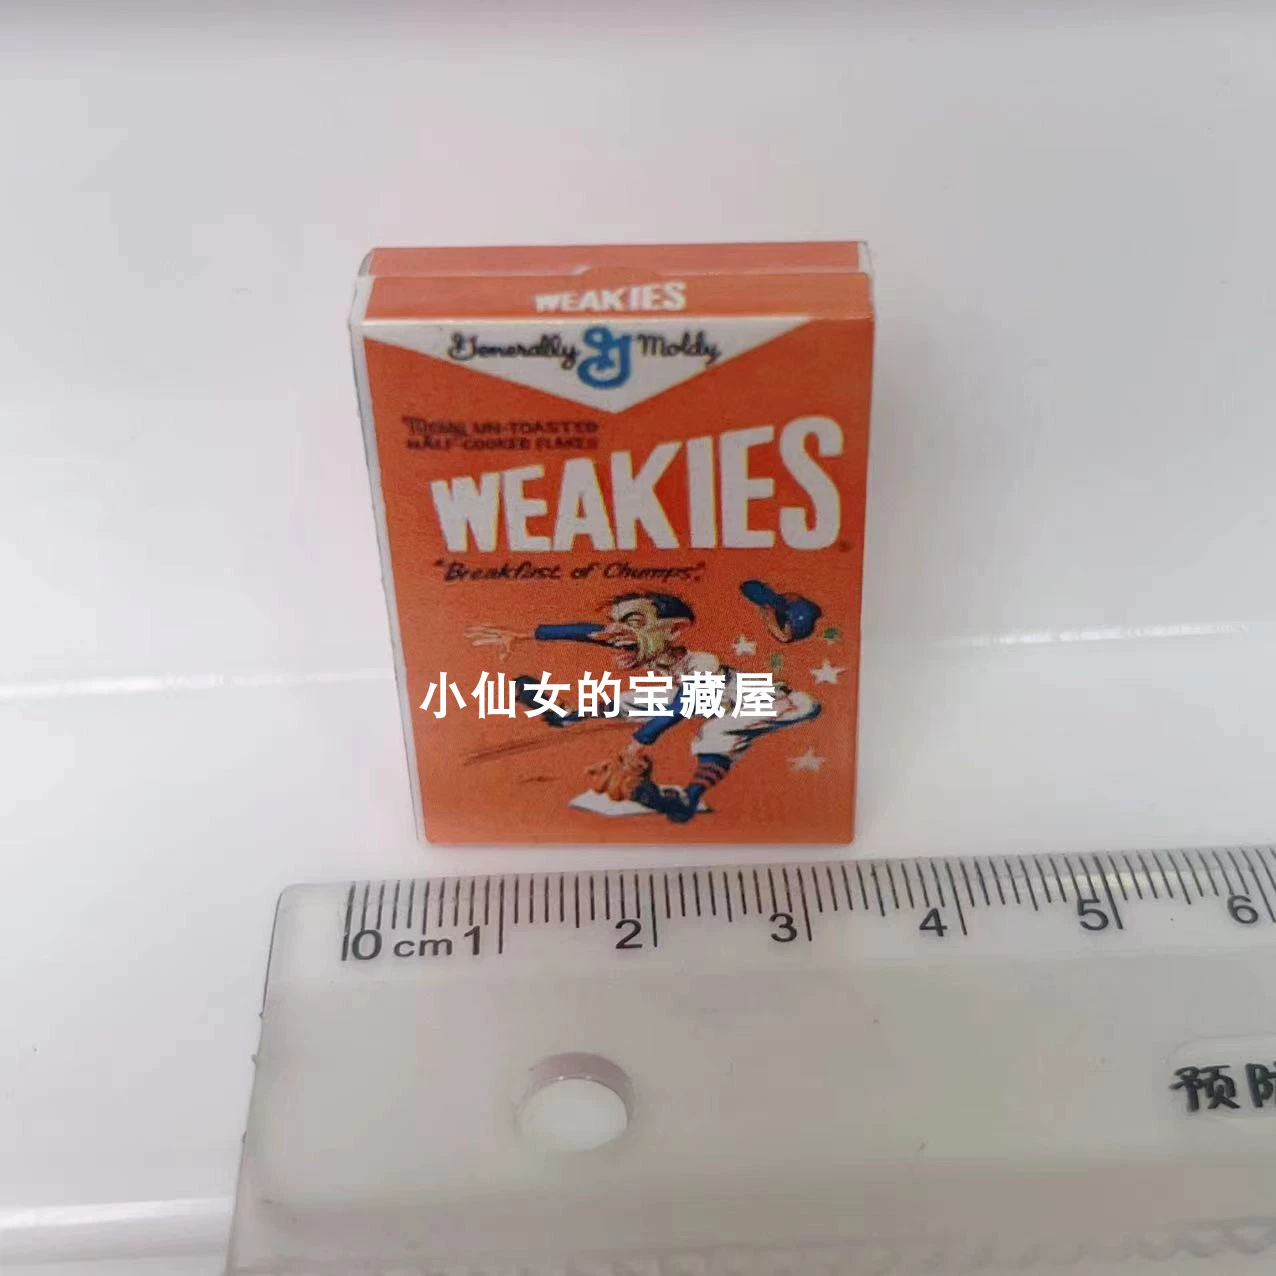 WEAKIES
Generally G Moldy
UN-TOASTED
HALF COOKED FLAKES
WEAKIES
"Breakfast of Chumps".
小仙女的宝藏屋
0 cm 1 2 3 4 5 6
预防